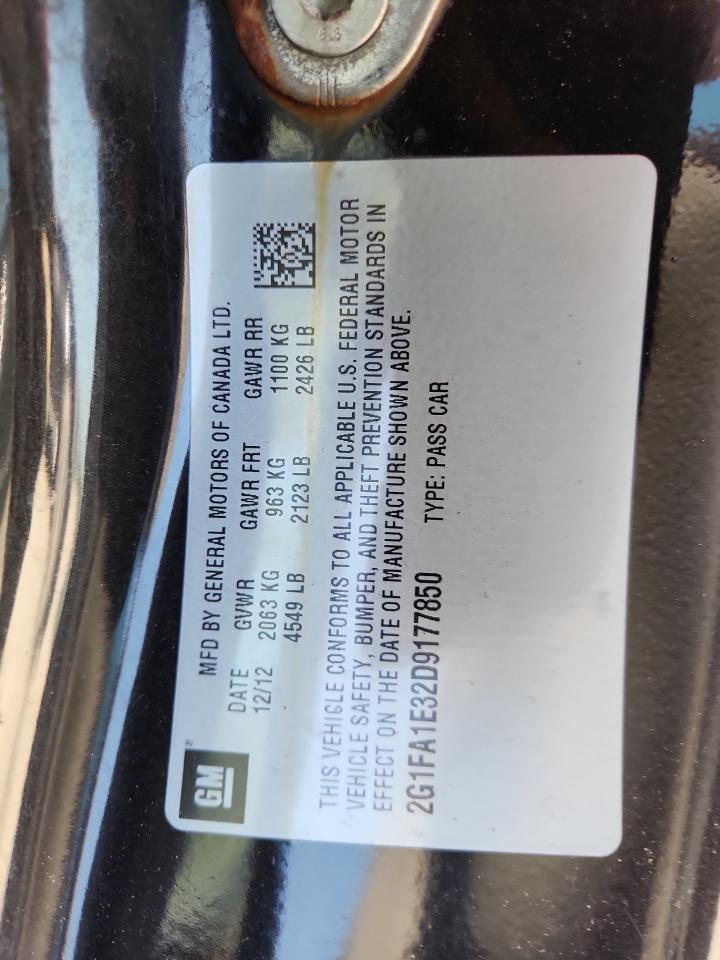 8.8
GM
®
MFD BY GENERAL MOTORS OF CANADA LTD.
DATE GVWR GAWR FRT GAWR RR
12/12 2063 KG 963 KG 1100 KG
4549 LB 2123 LB 2426 LB
THIS VEHICLE CONFORMS TO ALL APPLICABLE U.S. FEDERAL MOTOR
VEHICLE SAFETY, BUMPER, AND THEFT PREVENTION STANDARDS IN
EFFECT ON THE DATE OF MANUFACTURE SHOWN ABOVE.
2G1FA1E32D9177850 TYPE: PASS CAR